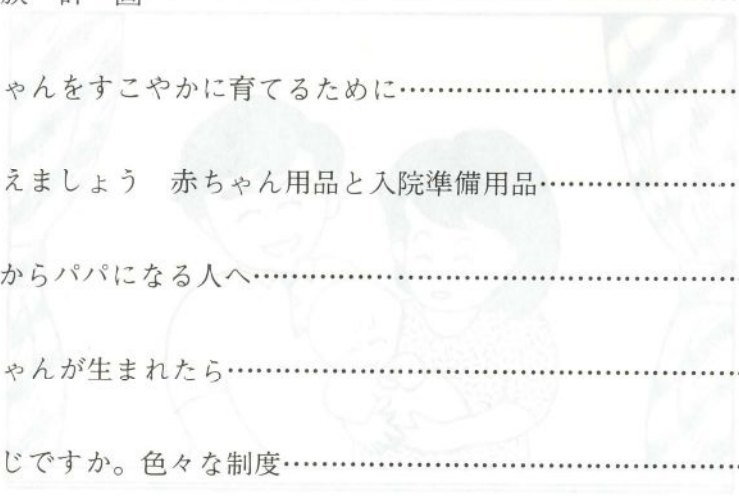 ゃんをすこやかに育てるために……………………………
えましょう 赤ちゃん用品と入院準備用品……………………
からパパになる人へ……………………………………
ゃんが生まれたら………………………………………
じですか。色々な制度……………………………………